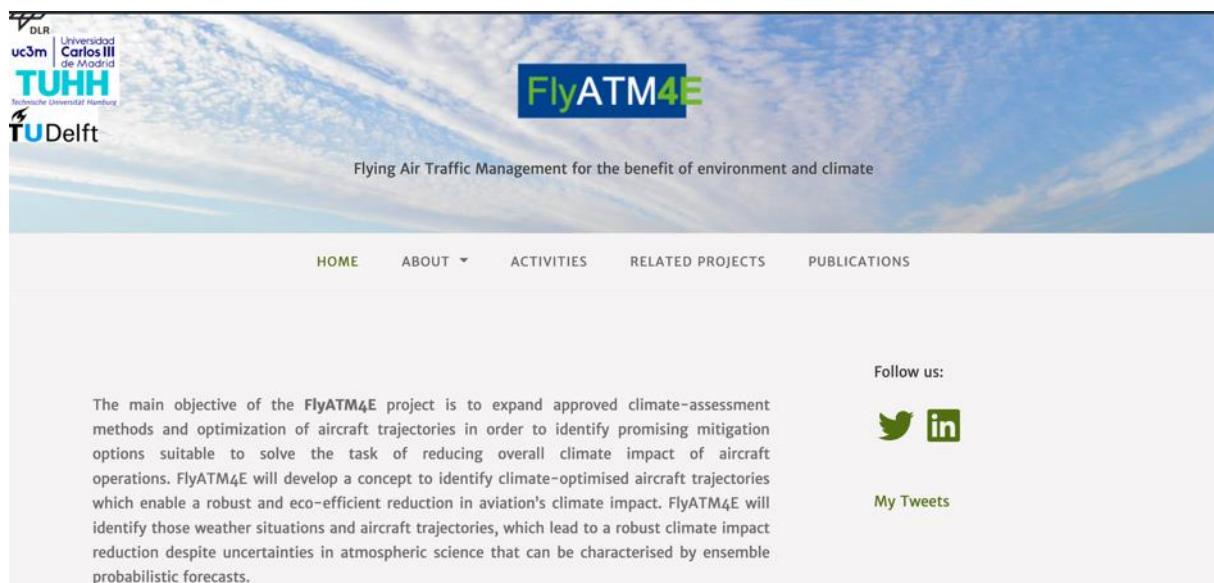 DLR
uc3m
Universidad
Carlos III
de Madrid
TUHH
Technische Universität Hamburg
TUDelft
FlyATM4E
Flying Air Traffic Management for the benefit of environment and climate
HOME ABOUT ACTIVITIES RELATED PROJECTS PUBLICATIONS
The main objective of the FlyATM4E project is to expand approved climate-assessment
methods and optimization of aircraft trajectories in order to identify promising mitigation
options suitable to solve the task of reducing overall climate impact of aircraft
operations. FlyATM4E will develop a concept to identify climate-optimised aircraft trajectories
which enable a robust and eco-efficient reduction in aviation's climate impact. FlyATM4E will
identify those weather situations and aircraft trajectories, which lead to a robust climate impact
reduction despite uncertainties in atmospheric science that can be characterised by ensemble
probabilistic forecasts.
Follow us:
in
My Tweets